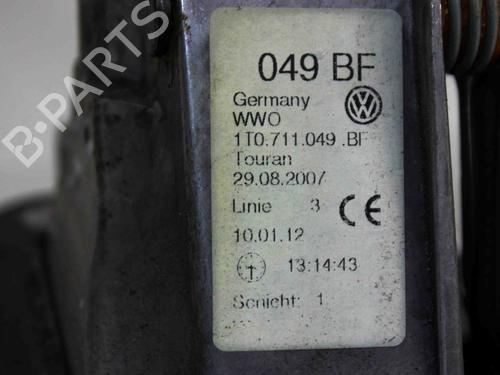 B-PARTS
049 BF
Germany
WWO
1T0.711.049 .BF
Touran
29.08.2007
Linie 3 CE
10.01.12
13:14:43
Schicht: 1